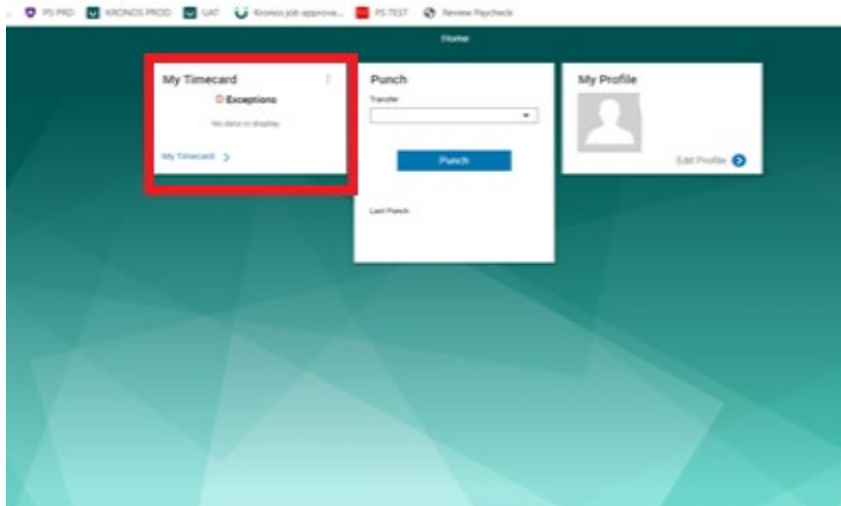 PS PRD KRONOS PROD UAT Kronos job approva... PS TEST Review Paycheck
Home
My Timecard
Exceptions
No data to display.
My Timecard
Punch
Transfer
Punch
Last Punch
My Profile
Edit Profile